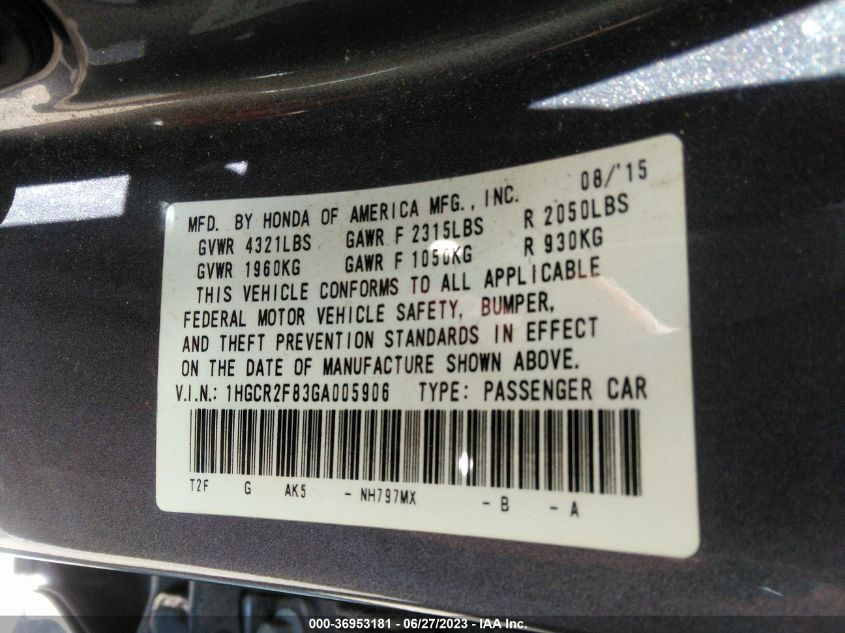 08/'15
MFD. BY HONDA OF AMERICA MFG., INC.
GVWR 4321LBS GAWR F 2315LBS R 2050LBS
GVWR 1960KG GAWR F 1050KG R 930KG
THIS VEHICLE CONFORMS TO ALL APPLICABLE
FEDERAL MOTOR VEHICLE SAFETY, BUMPER,
AND THEFT PREVENTION STANDARDS IN EFFECT
ON THE DATE OF MANUFACTURE SHOWN ABOVE.
V.I.N.: 1HGCR2F83GA005906 TYPE: PASSENGER CAR
T2F G AK5 - NH797MX - B - A
000-36953181 - 06/27/2023 - IAA Inc.